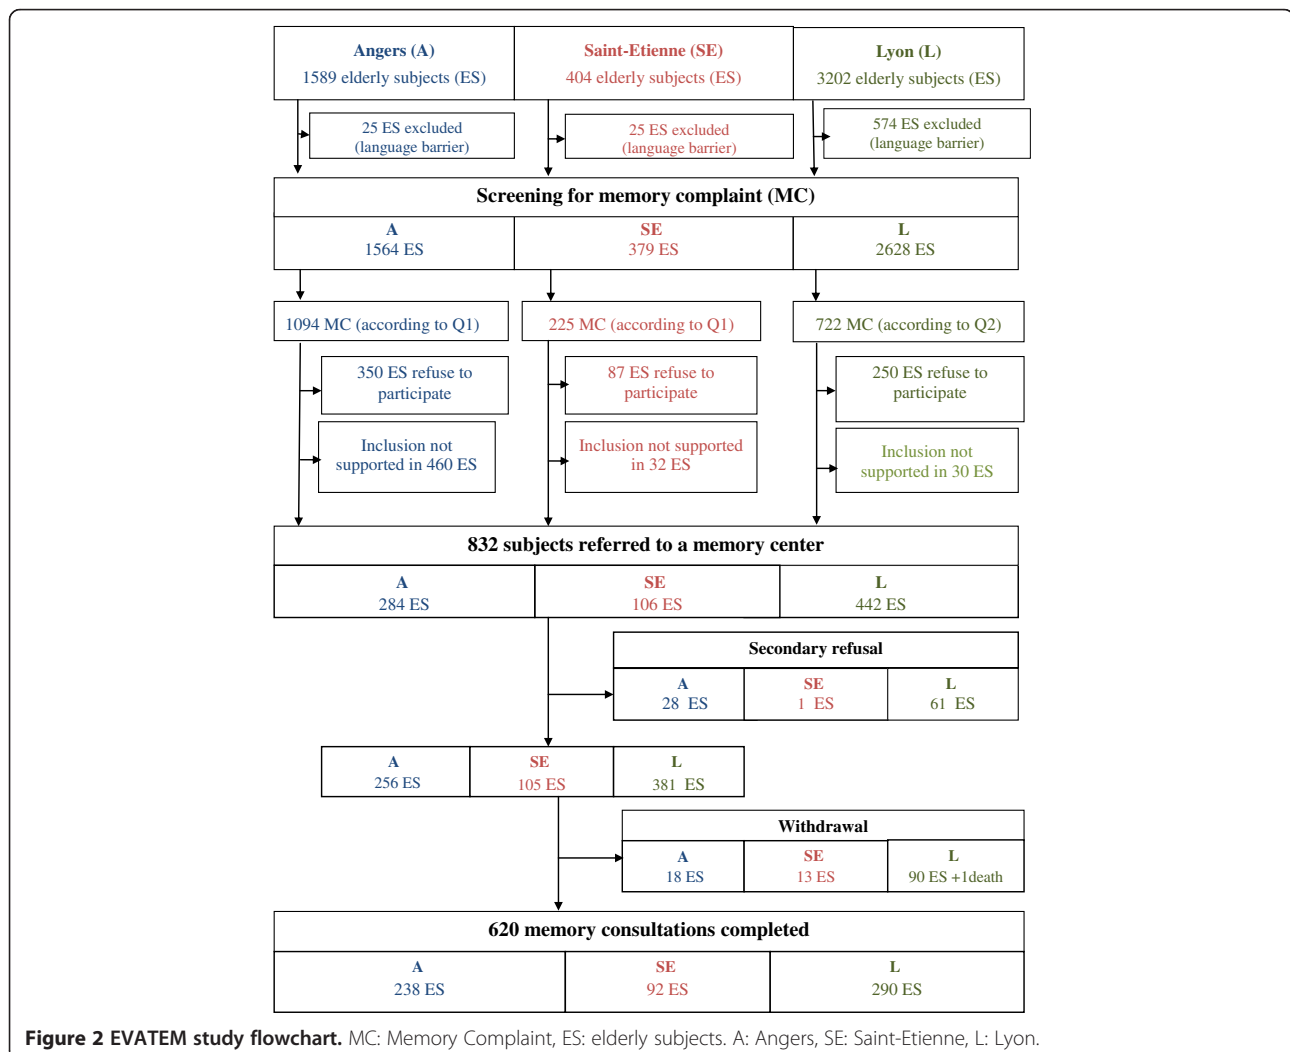 Angers (A)
1589 elderly subjects (ES)
Saint-Etienne (SE)
404 elderly subjects (ES)
Lyon (L)
3202 elderly subjects (ES)
25 ES excluded
(language barrier)
25 ES excluded
(language barrier)
574 ES excluded
(language barrier)
Screening for memory complaint (MC)
A
1564 ES
SE
379 ES
L
2628 ES
1094 MC (according to Q1)
225 MC (according to Q1)
722 MC (according to Q2)
350 ES refuse to
participate
87 ES refuse to
participate
250 ES refuse to
participate
Inclusion not
supported in 460 ES
Inclusion not supported
in 32 ES
Inclusion not
supported in 30 ES
832 subjects referred to a memory center
A
284 ES
SE
106 ES
L
442 ES
Secondary refusal
A
28 ES
SE
1 ES
L
61 ES
A
256 ES
SE
105 ES
L
381 ES
Withdrawal
A
18 ES
SE
13 ES
L
90 ES +1death
620 memory consultations completed
A
238 ES
SE
92 ES
L
290 ES
Figure 2 EVATEM study flowchart. MC: Memory Complaint, ES: elderly subjects. A: Angers, SE: Saint-Etienne, L: Lyon.